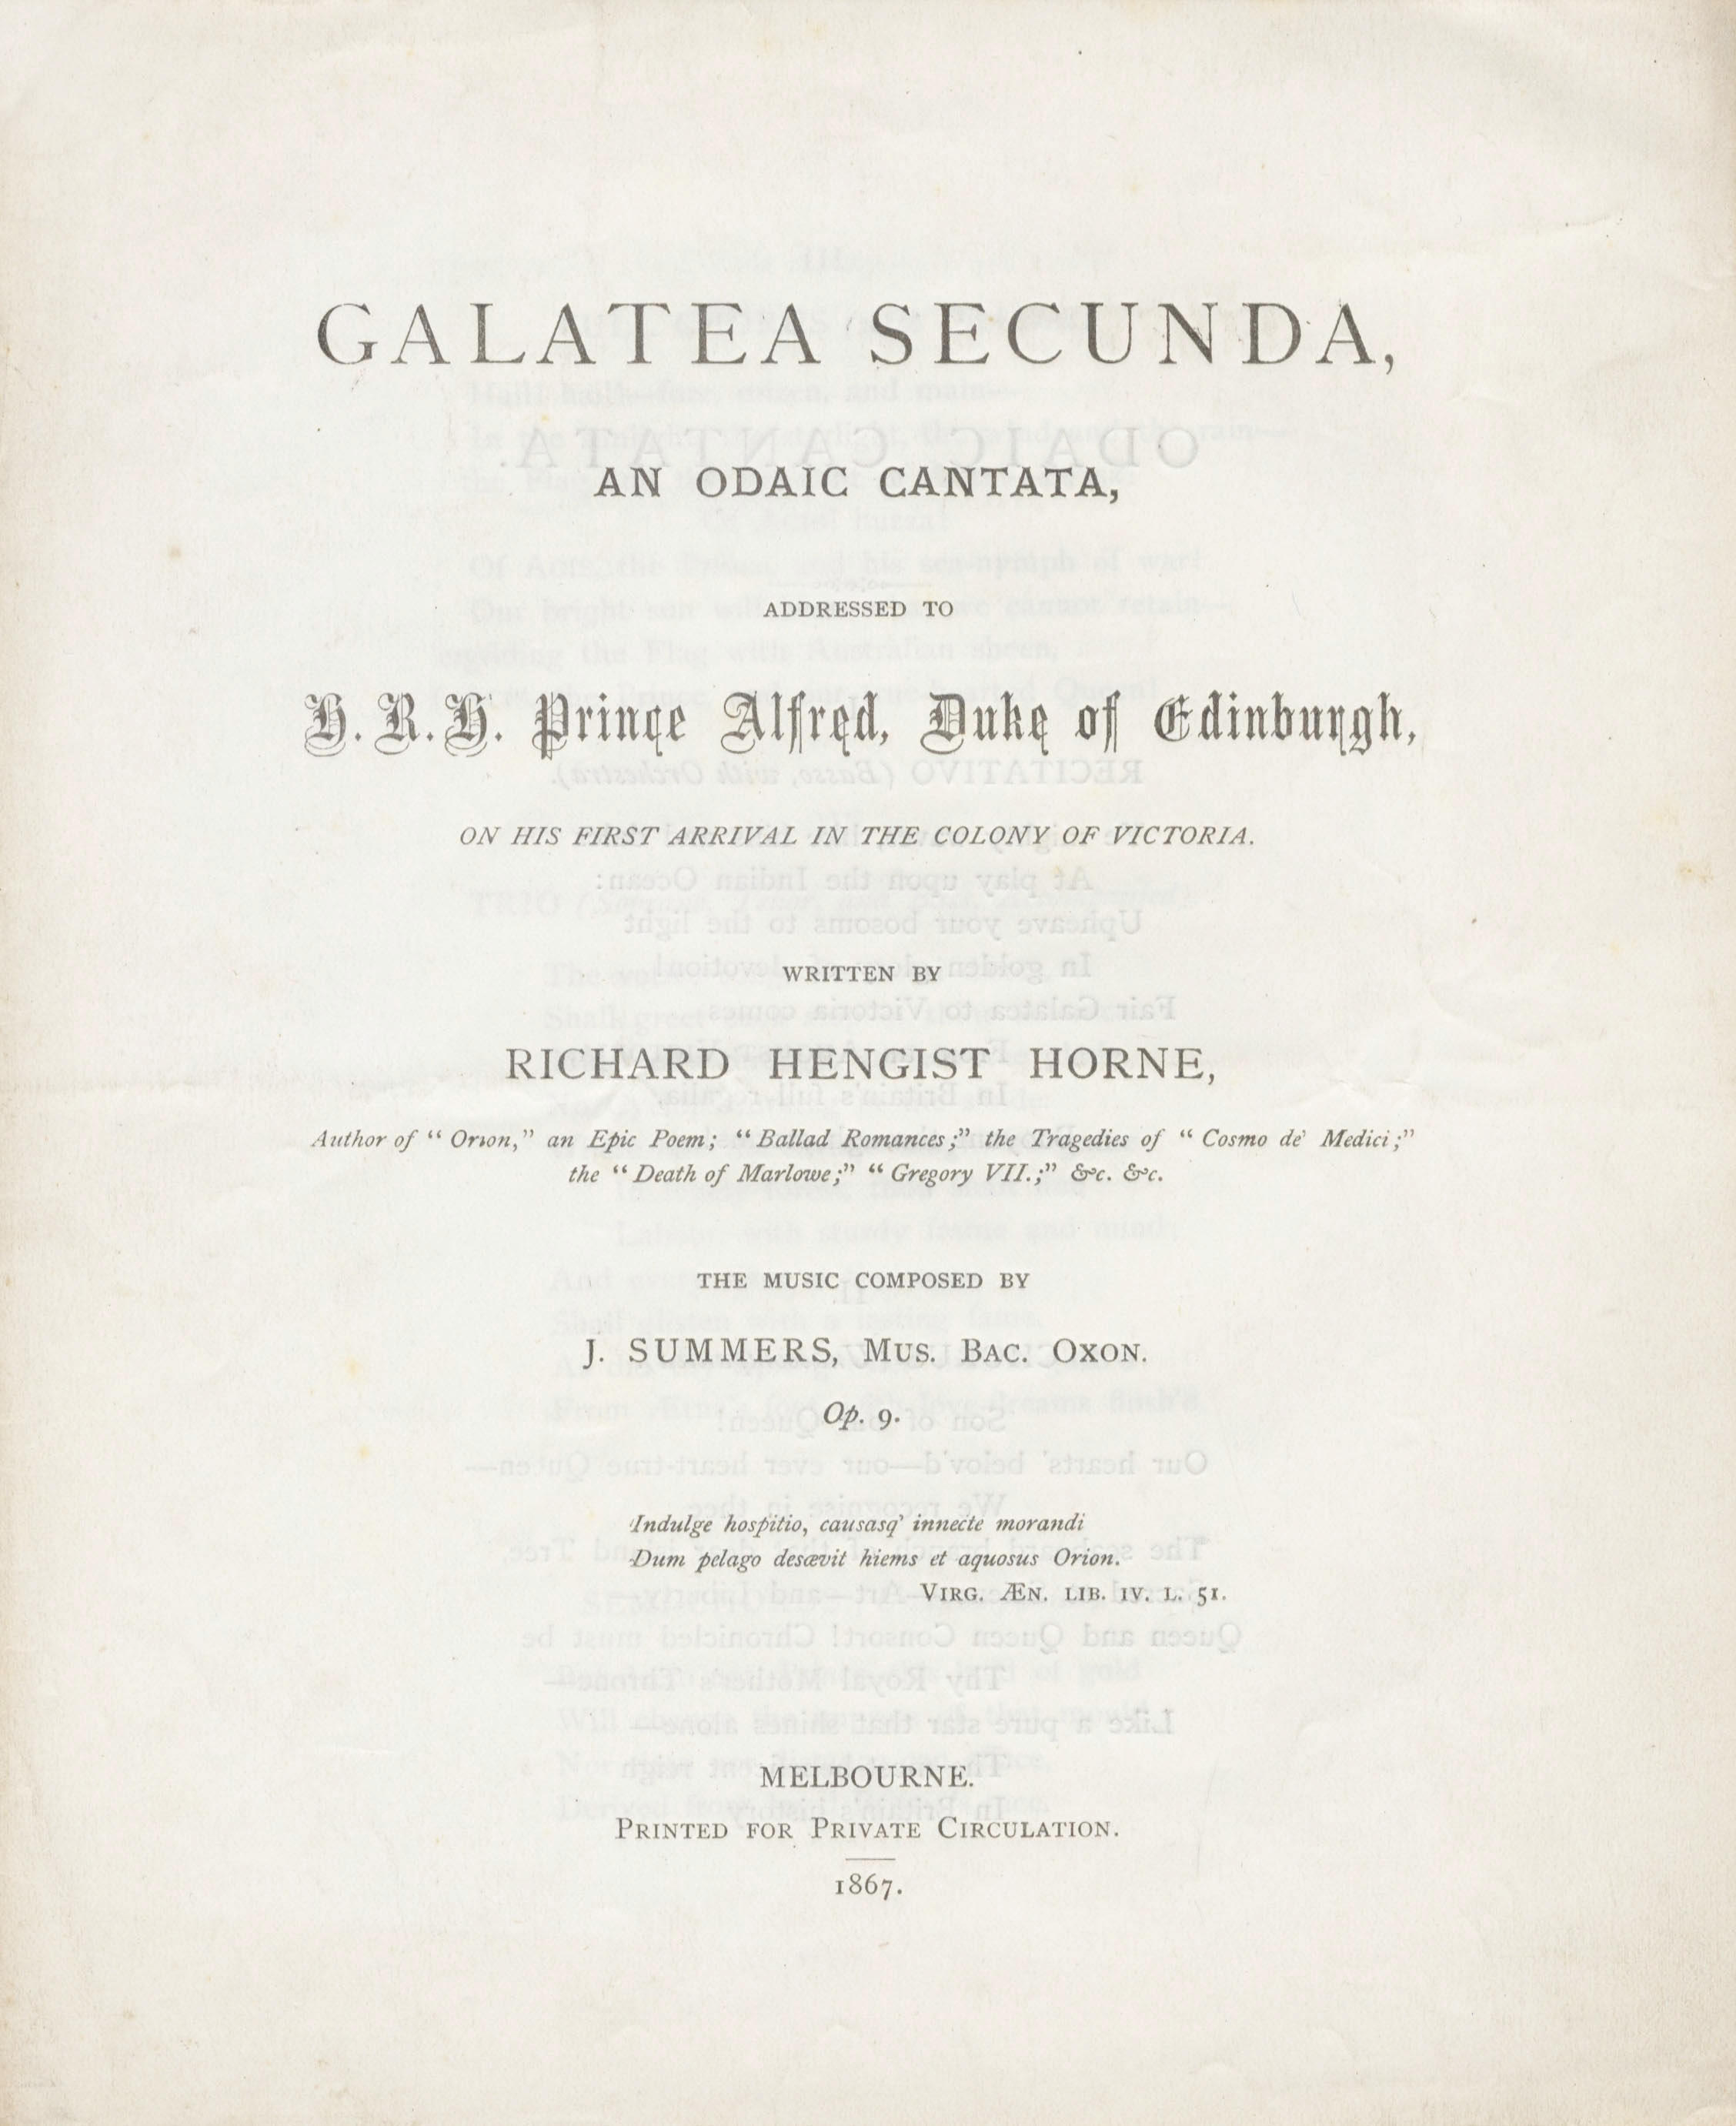 GALATEA SECUNDA,
AN ODAIC CANTATA,
ADDRESSED TO
H. R. H. Prince Alfred, Duke of Edinburgh,
ON HIS FIRST ARRIVAL IN THE COLONY OF VICTORIA.
WRITTEN BY
RICHARD HENGIST HORNE,
Author of “ Orion,” an Epic Poem; “ Ballad Romances;” the Tragedies of “ Cosmo de' Medici;”
the “ Death of Marlowe;” “ Gregory VII.;” &c. &c.
THE MUSIC COMPOSED BY
J. SUMMERS, Mus. Bac. Oxon.
Op. 9.
Indulge hospitio, causasq' innecte morandi
Dum pelago desævit hiems et aquosus Orion.
Virg. Æn. lib. iv. l. 51.
MELBOURNE.
Printed for Private Circulation.
1867.